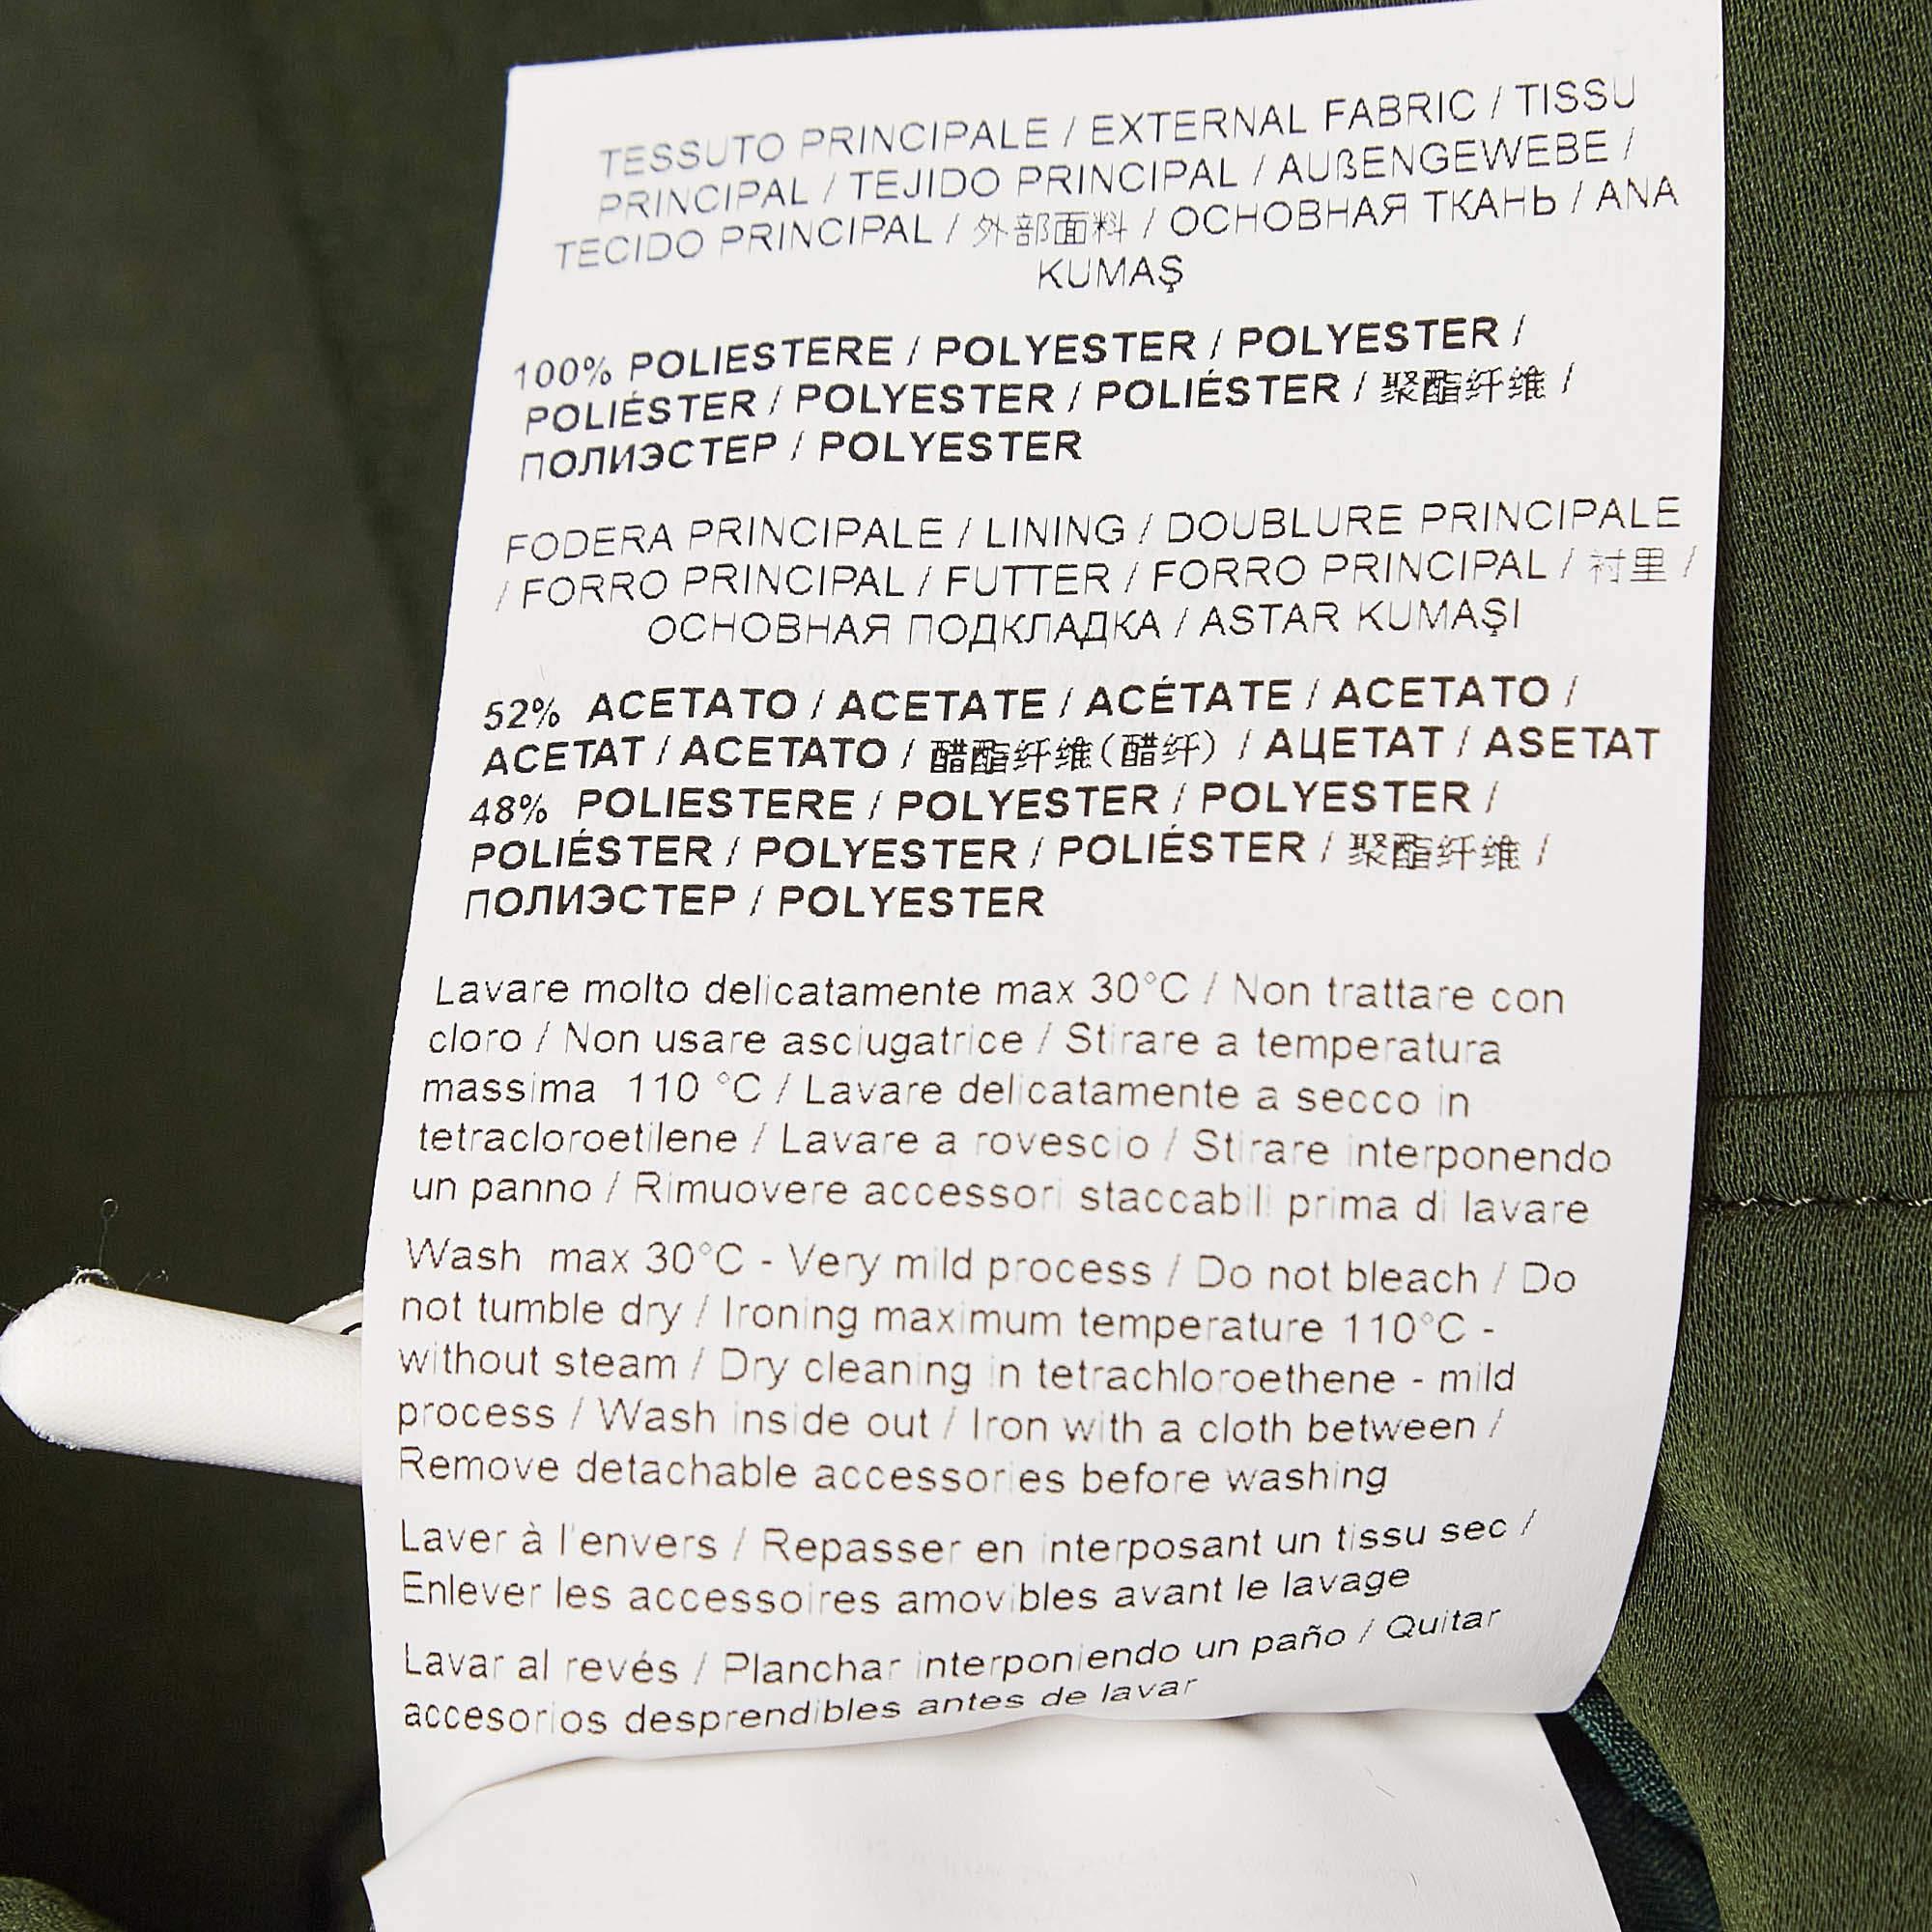 TESSUTO PRINCIPALE / EXTERNAL FABRIC / TISSU
PRINCIPAL / TEJIDO PRINCIPAL / AUßENGEWEBE /
TECIDO PRINCIPAL / 外部面料 / ОСНОВНАЯ ТКАНЬ / ANA
KUMAŞ
100% POLIESTERE / POLYESTER / POLYESTER /
POLIÉSTER / POLYESTER / POLIÉSTER / 聚酯纤维 /
ПОЛИЭСТЕР / POLYESTER
FODERA PRINCIPALE / LINING / DOUBLURE PRINCIPALE
/ FORRO PRINCIPAL / FUTTER / FORRO PRINCIPAL / 衬里 /
ОСНОВНАЯ ПОДКЛАДКА / ASTAR KUMAŞI
52% ACETATO / ACETATE / ACÉTATE / ACETATO /
ACETAT / ACETATO / 醋酯纤维(醋纤) / АЦЕТАТ / ASETAT
48% POLIESTERE / POLYESTER / POLYESTER /
POLIÉSTER / POLYESTER / POLIÉSTER / 聚酯纤维 /
ПОЛИЭСТЕР / POLYESTER
Lavare molto delicatamente max 30°C / Non trattare con
cloro / Non usare asciugatrice / Stirare a temperatura
massima 110 °C / Lavare delicatamente a secco in
tetracloroetilene / Lavare a rovescio / Stirare interponendo
un panno / Rimuovere accessori staccabili prima di lavare
Wash max 30°C - Very mild process / Do not bleach / Do
not tumble dry / Ironing maximum temperature 110°C -
without steam / Dry cleaning in tetrachloroethene - mild
process / Wash inside out / Iron with a cloth between /
Remove detachable accessories before washing
Laver à l'envers / Repasser en interposant un tissu sec /
Enlever les accessoires amovibles avant le lavage
Lavar al revés / Planchar interponiendo un paño / Quitar
accesorios desprendibles antes de lavar